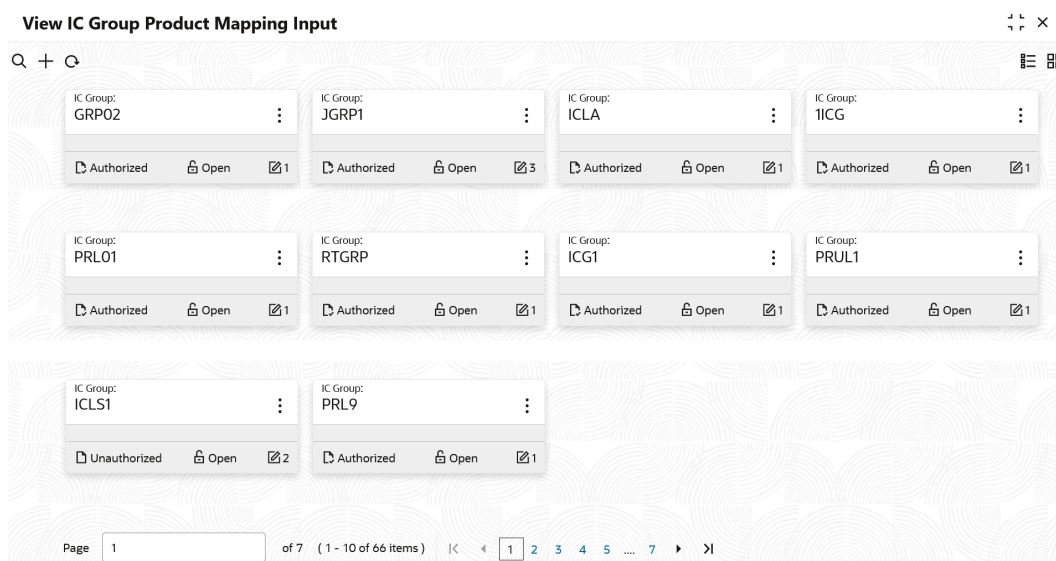 View IC Group Product Mapping Input
IC Group: IC Group: IC Group: IC Group:
GRP02 JGRP1 ICLA 1ICG
Authorized Open 1 Authorized Open 3 Authorized Open 1 Authorized Open 1
IC Group: IC Group: IC Group: IC Group:
PRL01 RTGRP ICG1 PRUL1
Authorized Open 1 Authorized Open 1 Authorized Open 1 Authorized Open 1
IC Group: IC Group:
ICLS1 PRL9
Unauthorized Open 2 Authorized Open 1
Page 1 of 7 ( 1 - 10 of 66 items ) 1 2 3 4 5 .... 7